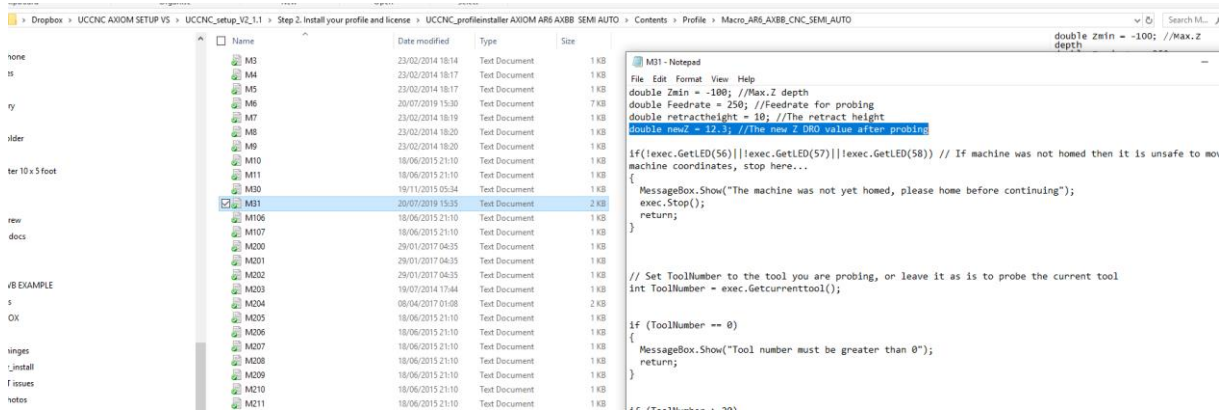 Dropbox › UCCNC AXIOM SETUP VS › UCCNC_setup_V2_1.1 › Step 2. Install your profile and license › UCCNC_profileinstaller AXIOM AR6 AXBB SEMI AUTO › Contents › Profile › Macro_AR6_AXBB_CNC_SEMI_AUTO
Search M...
Name Date modified Type Size
M3 23/02/2014 18:14 Text Document 1 KB
M4 23/02/2014 18:17 Text Document 1 KB
M5 23/02/2014 18:17 Text Document 1 KB
M6 20/07/2019 15:30 Text Document 7 KB
M7 23/02/2014 18:19 Text Document 1 KB
M8 23/02/2014 18:20 Text Document 1 KB
M9 23/02/2014 18:20 Text Document 1 KB
M10 18/06/2015 21:10 Text Document 1 KB
M11 18/06/2015 21:10 Text Document 1 KB
M30 19/11/2015 05:34 Text Document 1 KB
M31 20/07/2019 15:35 Text Document 2 KB
M106 18/06/2015 21:10 Text Document 1 KB
M107 18/06/2015 21:10 Text Document 1 KB
M200 29/01/2017 04:35 Text Document 1 KB
M201 29/01/2017 04:35 Text Document 1 KB
M202 29/01/2017 04:35 Text Document 1 KB
M203 19/07/2014 17:44 Text Document 1 KB
M204 08/04/2017 01:08 Text Document 2 KB
M205 18/06/2015 21:10 Text Document 1 KB
M206 18/06/2015 21:10 Text Document 1 KB
M207 18/06/2015 21:10 Text Document 1 KB
M208 18/06/2015 21:10 Text Document 1 KB
M209 18/06/2015 21:10 Text Document 1 KB
M210 18/06/2015 21:10 Text Document 1 KB
M211 18/06/2015 21:10 Text Document 1 KB
ter 10 x 5 foot
docs
VB EXAMPLE
OX
install
issues
double Zmin = -100; //Max.Z
depth
M31 - Notepad
File Edit Format View Help
double Zmin = -100; //Max.Z depth
double Feedrate = 250; //Feedrate for probing
double retractheight = 10; //The retract height
double newZ = 12.3; //The new Z DRO value after probing
if(!exec.GetLED(56)||!exec.GetLED(57)||!exec.GetLED(58)) // If machine was not homed then it is unsafe to mov
machine coordinates, stop here...
{
MessageBox.Show("The machine was not yet homed, please home before continuing");
exec.Stop();
return;
}
// Set ToolNumber to the tool you are probing, or leave it as is to probe the current tool
int ToolNumber = exec.Getcurrenttool();
if (ToolNumber == 0)
{
MessageBox.Show("Tool number must be greater than 0");
return;
}